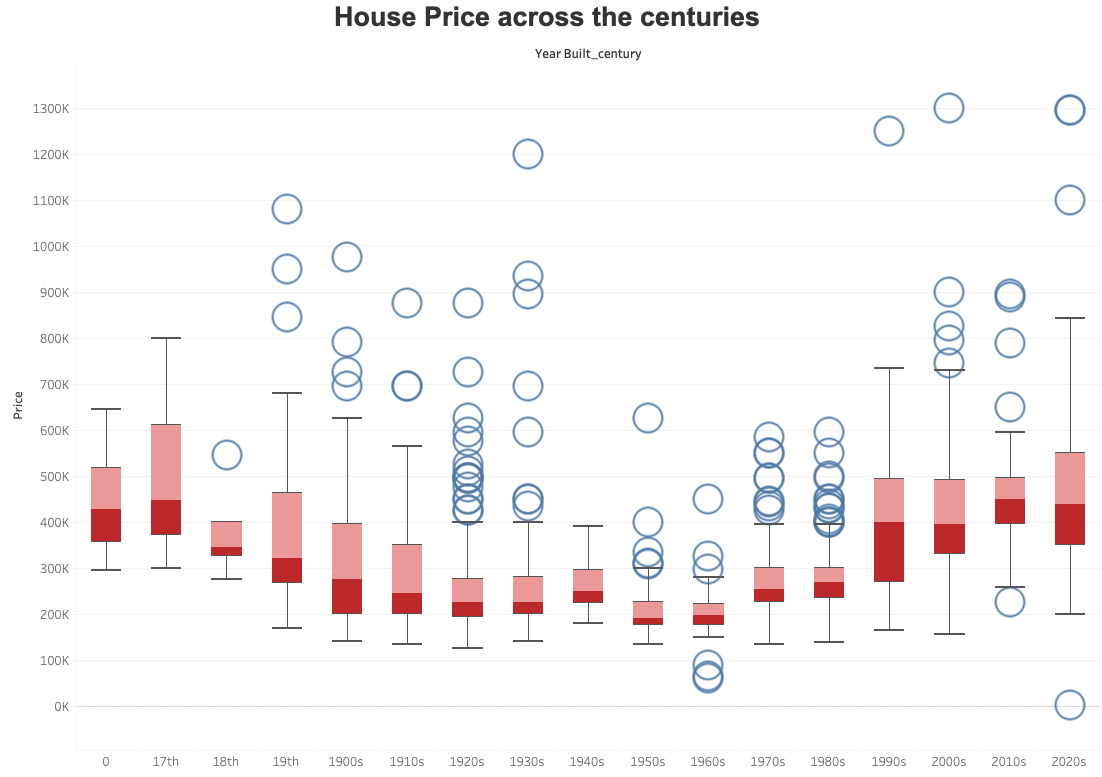 House Price across the centuries
Year Built_century
1300K
1200K
1100K
1000K
900K
800K
700K
Price
600K
500K
400K
300K
200K
100K
0K
0 17th 18th 19th 1900s 1910s 1920s 1930s 1940s 1950s 1960s 1970s 1980s 1990s 2000s 2010s 2020s